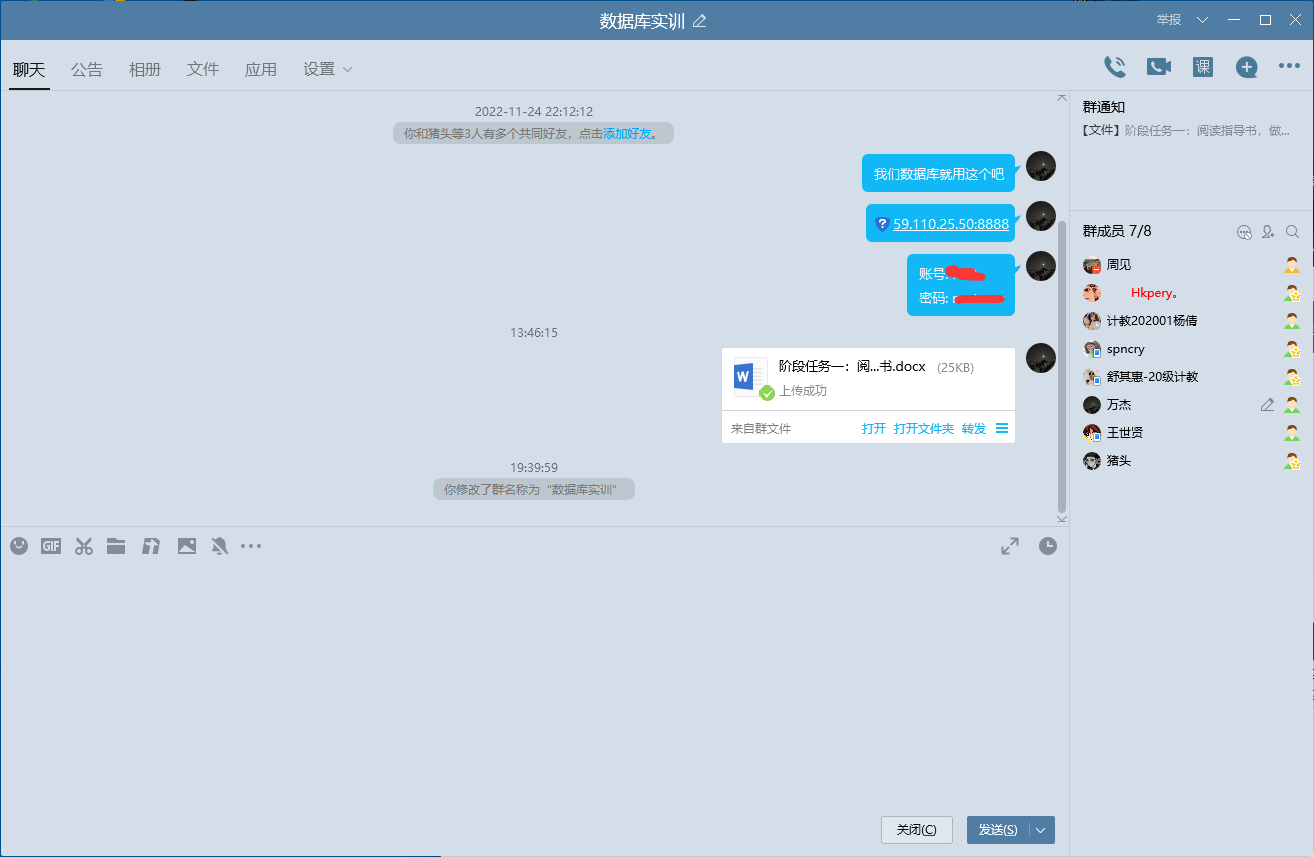 数据库实训
举报
聊天 公告 相册 文件 应用 设置
课
2022-11-24 22:12:12
你和猪头等3人有多个共同好友，点击添加好友。
我们数据库就用这个吧
59.110.25.50:8888
账号:
密码:
13:46:15
阶段任务一：阅...书.docx (25KB)
上传成功
来自群文件 打开 打开文件夹 转发
19:39:59
你修改了群名称为“数据库实训”
GIF
关闭(C) 发送(S)
群通知
【文件】阶段任务一：阅读指导书，做...
群成员 7/8
周见
Hkpery。
计教202001杨倩
spncry
舒其惠-20级计教
万杰
王世贤
猪头